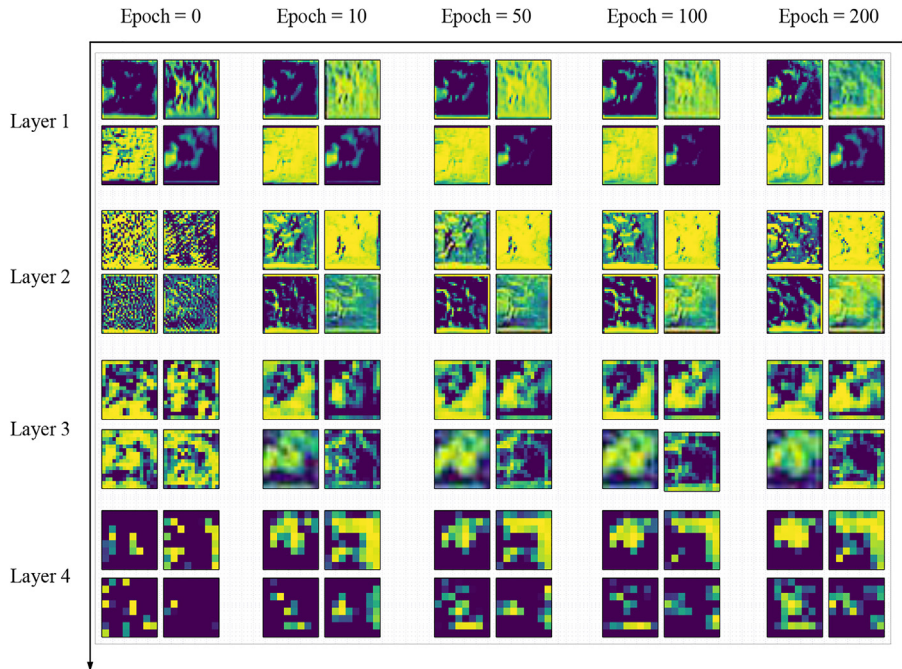 Epoch = 0 Epoch = 10 Epoch = 50 Epoch = 100 Epoch = 200
Layer 1
Layer 2
Layer 3
Layer 4